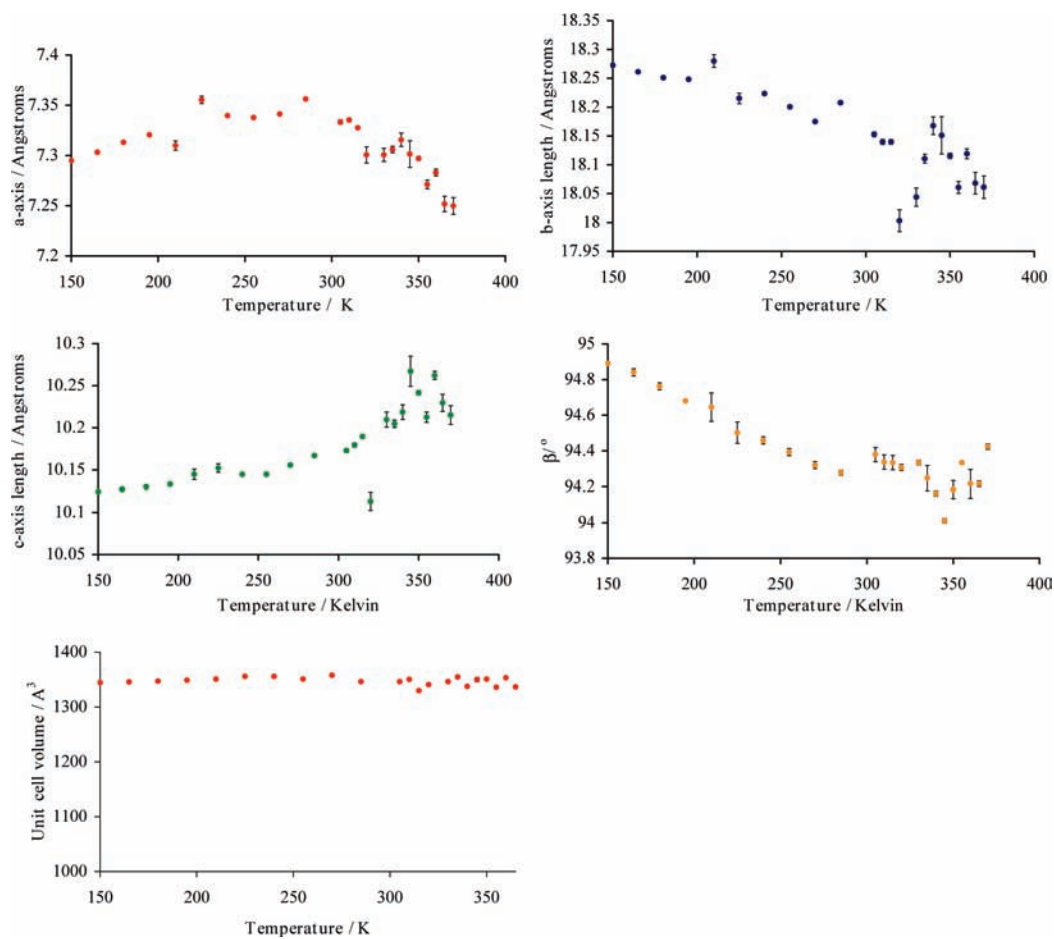 7.4
7.35
7.3
7.25
7.2
a-axis / Angstroms
150 200 250 300 350 400
Temperature / K
18.35
18.3
18.25
18.2
18.15
18.1
18.05
18
17.95
b-axis length / Angstroms
150 200 250 300 350 400
Temperature / K
10.3
10.25
10.2
10.15
10.1
10.05
c-axis length / Angstroms
150 200 250 300 350 400
Temperature / Kelvin
95
94.8
94.6
94.4
94.2
94
93.8
β/°
150 200 250 300 350 400
Temperature / Kelvin
1400
1300
1200
1100
1000
Unit cell volume / A³
150 200 250 300 350
Temperature / K